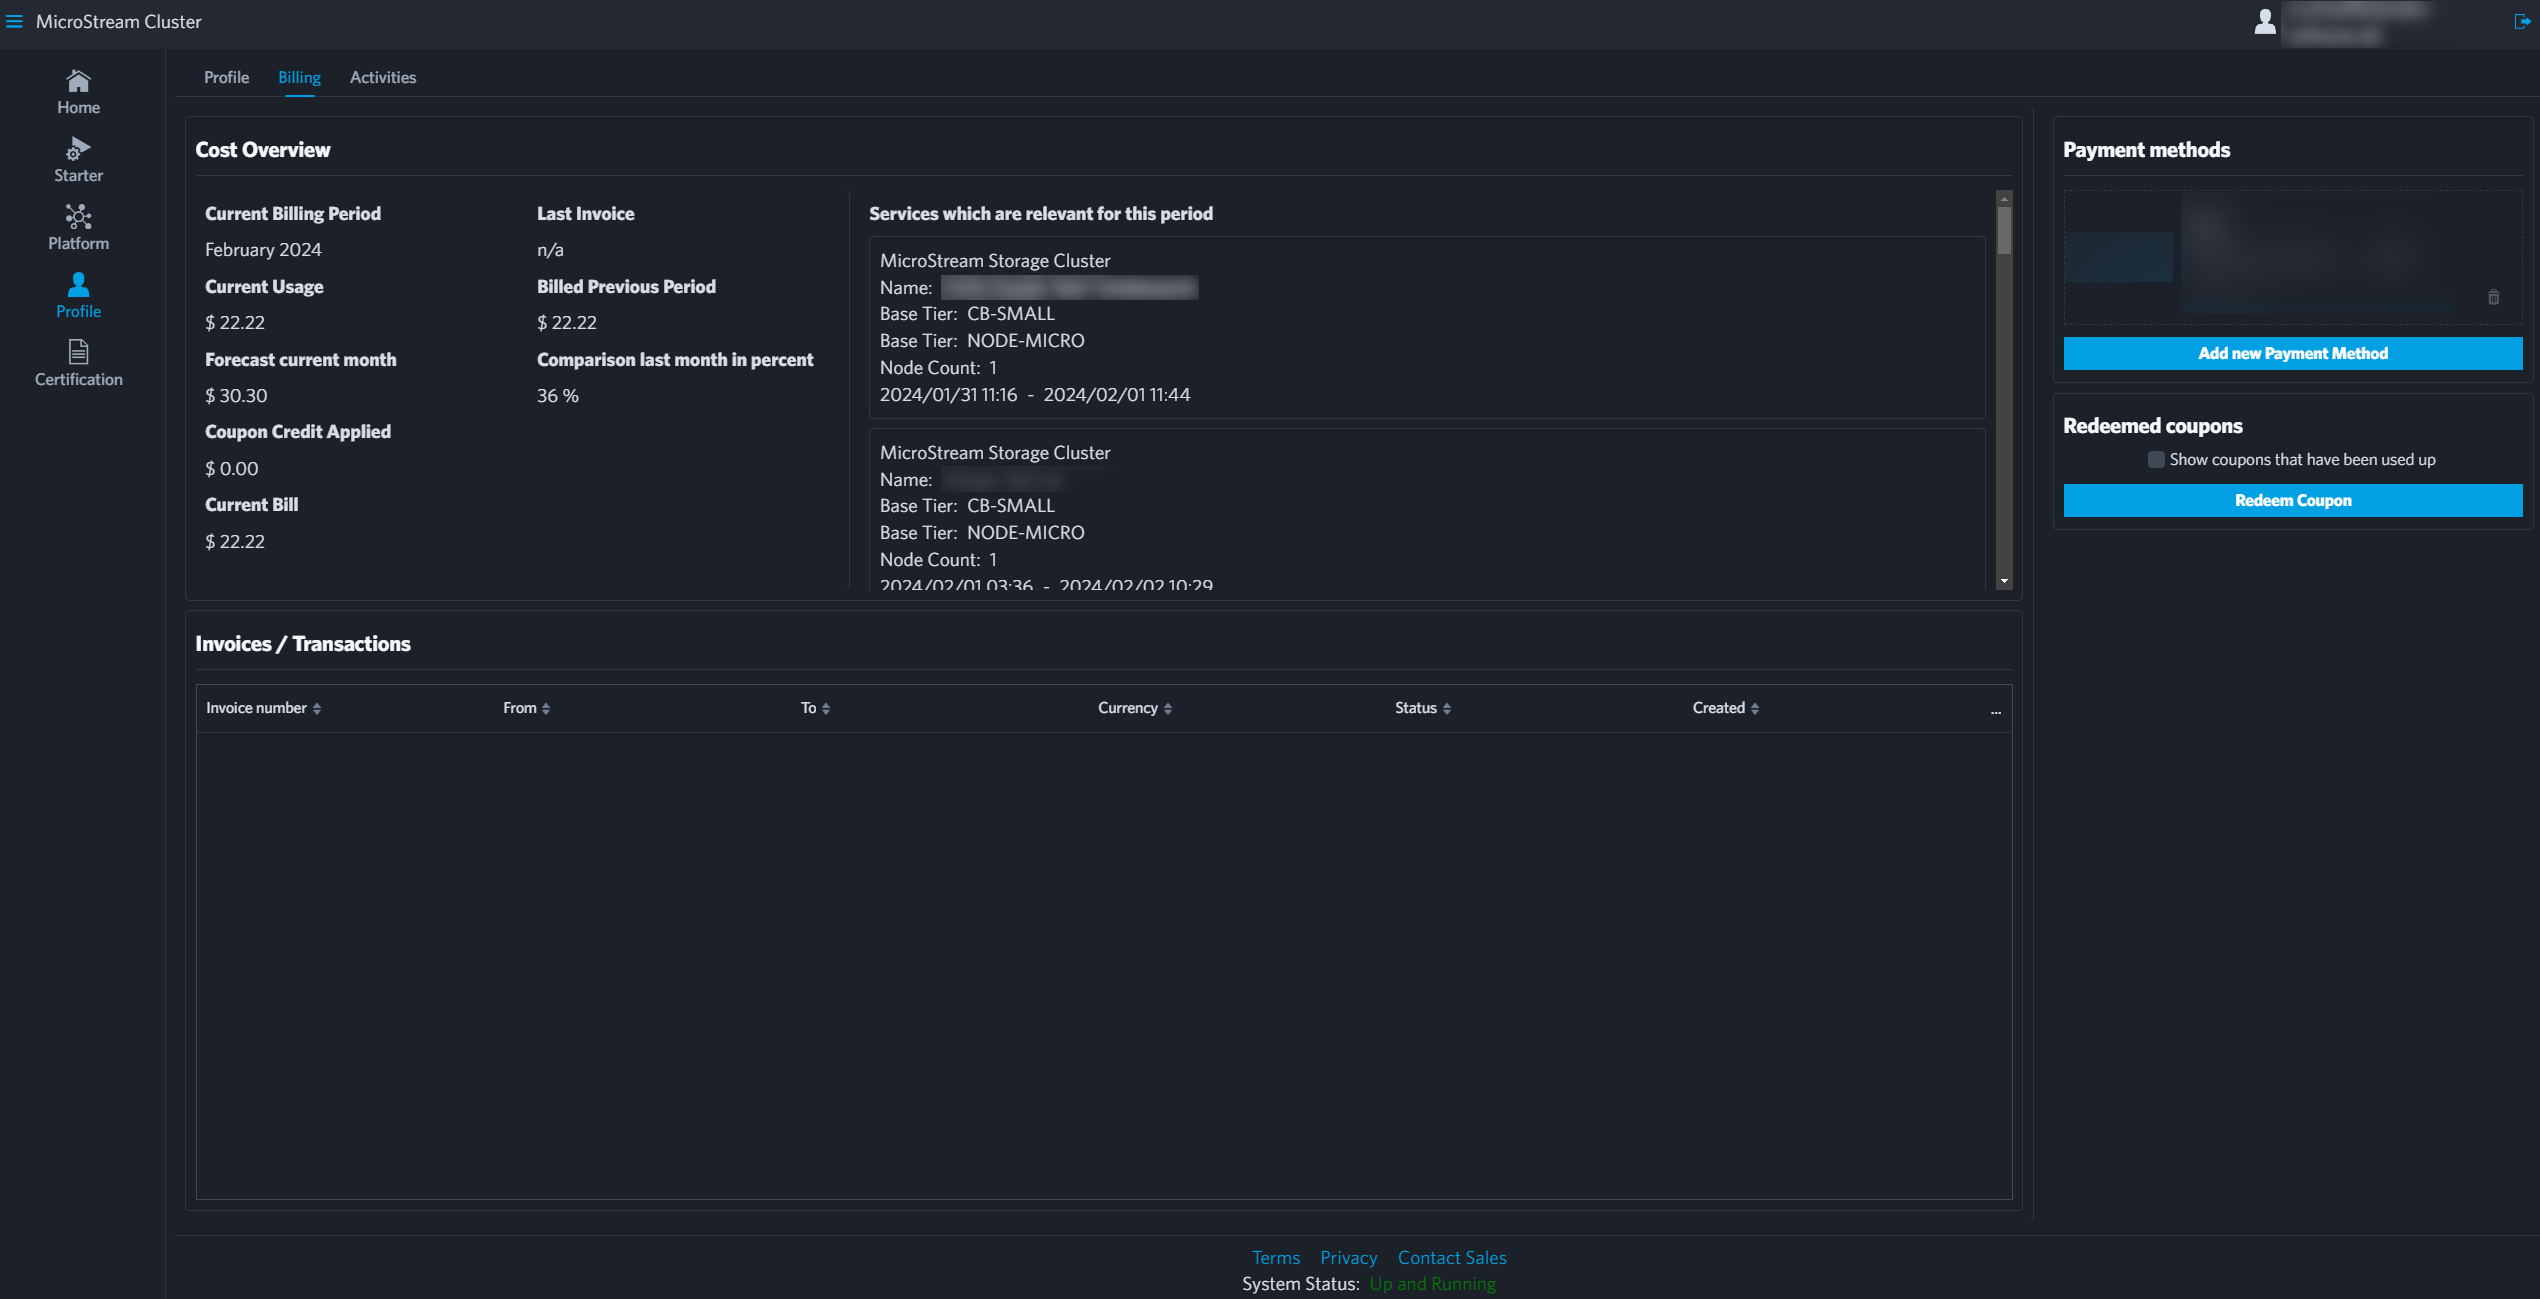 MicroStream Cluster
Home
Starter
Platform
Profile
Certification
Profile Billing Activities
Cost Overview
Current Billing Period
February 2024
Current Usage
$ 22.22
Forecast current month
$ 30.30
Coupon Credit Applied
$ 0.00
Current Bill
$ 22.22
Last Invoice
n/a
Billed Previous Period
$ 22.22
Comparison last month in percent
36 %
Services which are relevant for this period
MicroStream Storage Cluster
Name:
Base Tier: CB-SMALL
Base Tier: NODE-MICRO
Node Count: 1
2024/01/31 11:16 - 2024/02/01 11:44
MicroStream Storage Cluster
Name:
Base Tier: CB-SMALL
Base Tier: NODE-MICRO
Node Count: 1
2024/02/01 03:36 - 2024/02/02 10:29
Payment methods
Add new Payment Method
Redeemed coupons
Show coupons that have been used up
Redeem Coupon
Invoices / Transactions
Invoice number From To Currency Status Created ...
Terms Privacy Contact Sales
System Status: Up and Running